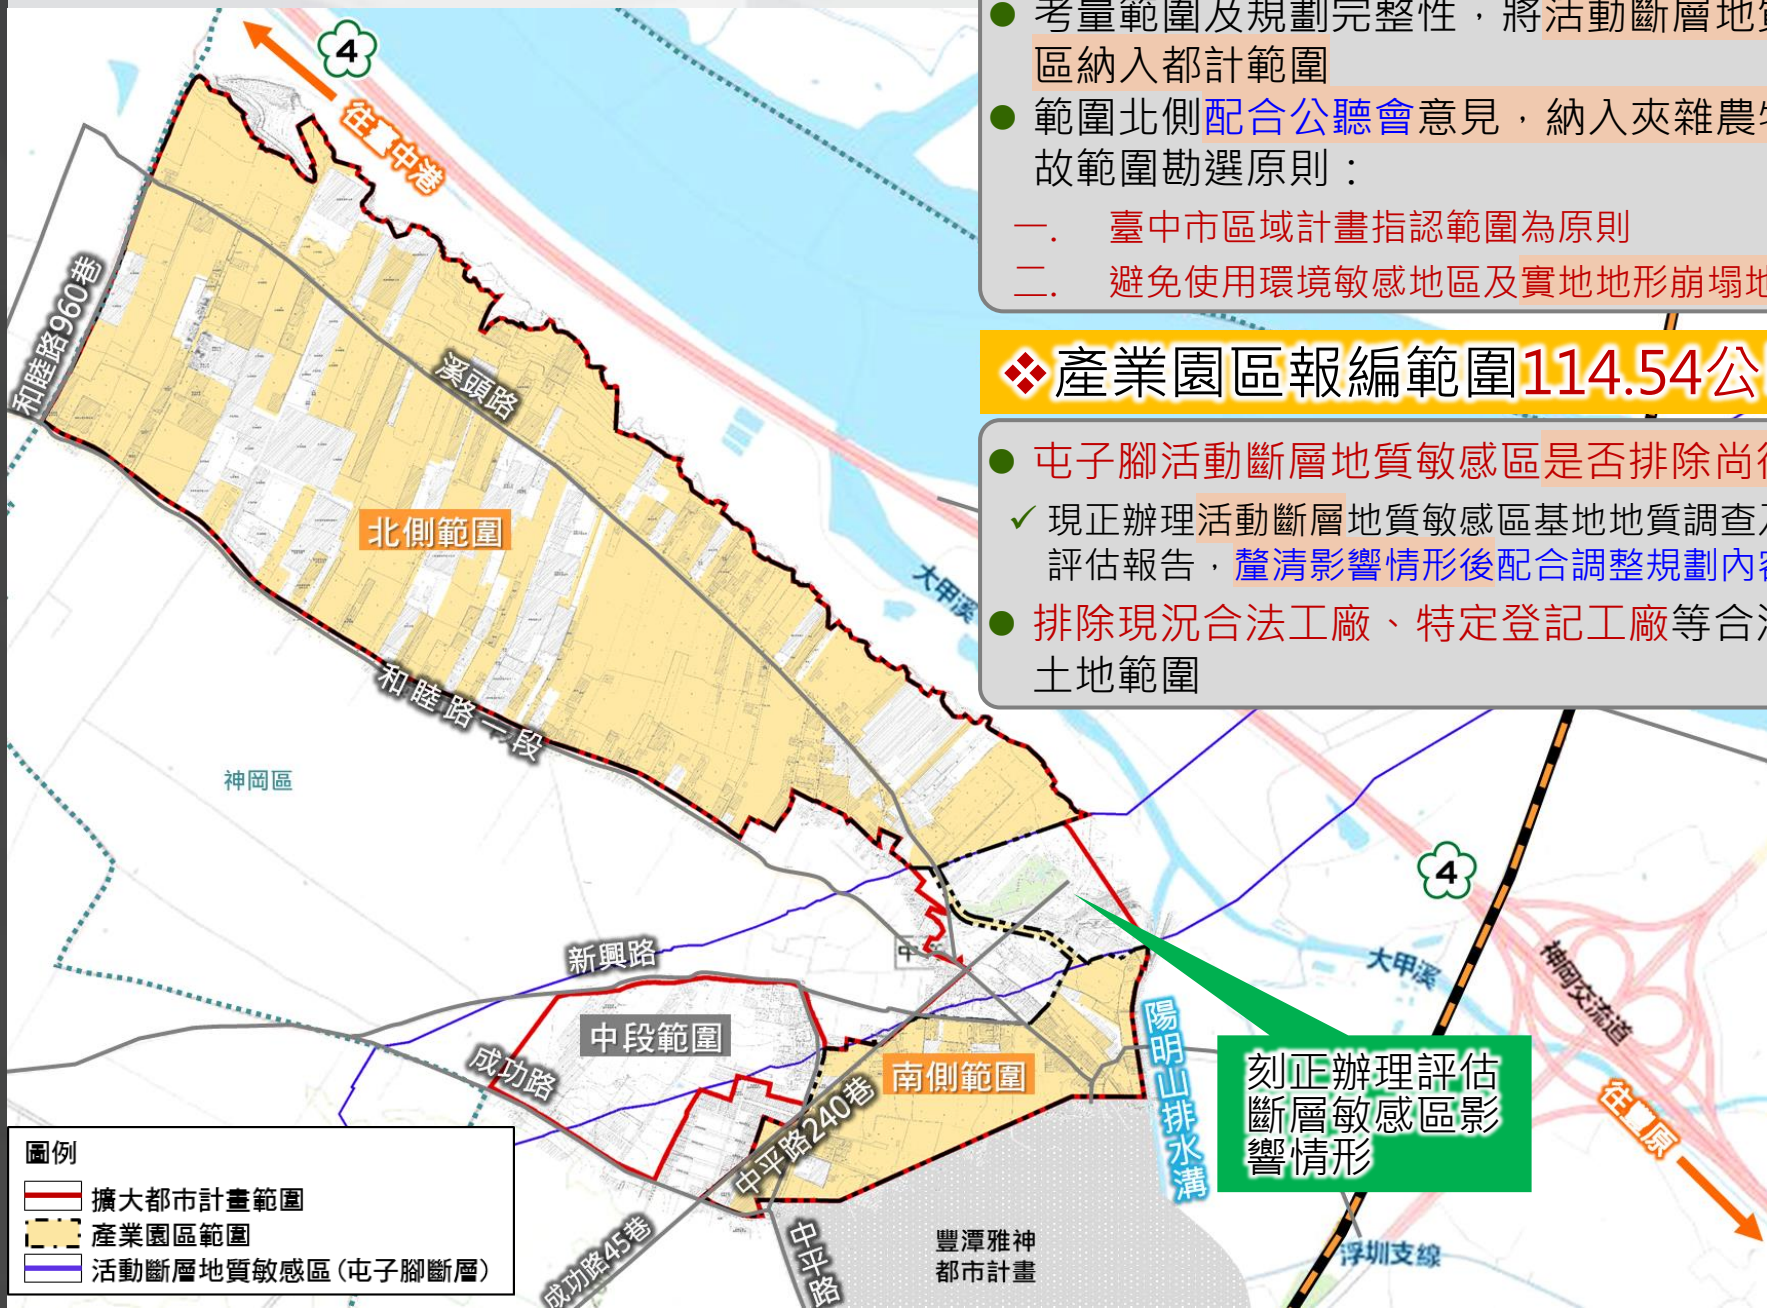 考量範圍及規劃完整性，將活動斷層地質
區納入都計範圍
範圍北側配合公聽會意見，納入夾雜農牧
故範圍勘選原則：
一. 臺中市區域計畫指認範圍為原則
二. 避免使用環境敏感地區及實地地形崩塌地
❖產業園區報編範圍114.54公
屯子腳活動斷層地質敏感區是否排除尚待
✓ 現正辦理活動斷層地質敏感區基地地質調查及
評估報告，釐清影響情形後配合調整規劃內容
排除現況合法工廠、特定登記工廠等合法
土地範圍
4
往臺中港
和睦路960巷
溪頭路
北側範圍
大甲溪
和睦路一段
神岡區
4
新興路
中段範圍
成功路
南側範圍
中平路240巷
陽明山排水溝
大甲溪
神岡交流道
往豐原
刻正辦理評估
斷層敏感區影
響情形
成功路45巷
中平路
豐潭雅神
都市計畫
浮圳支線
圖例
擴大都市計畫範圍
產業園區範圍
活動斷層地質敏感區(屯子腳斷層)